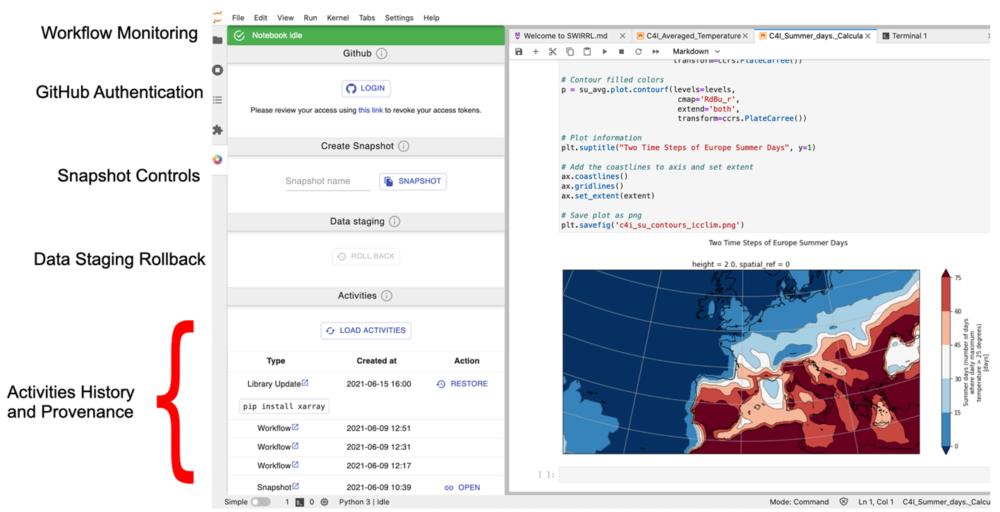 Workflow Monitoring
GitHub Authentication
Snapshot Controls
Data Staging Rollback
Activities History
and Provenance
File Edit View Run Kernel Tabs Settings Help
Notebook idle
Github
LOGIN
Please review your access using this link to revoke your access tokens.
Create Snapshot
Snapshot name SNAPSHOT
Data staging
ROLL BACK
Activities
LOAD ACTIVITIES
Type Created at Action
Library Update 2021-06-15 16:00 RESTORE
pip install xarray
Workflow 2021-06-09 12:51
Workflow 2021-06-09 12:31
Workflow 2021-06-09 12:17
Snapshot 2021-06-09 10:39 OPEN
Welcome to SWIRRL.md C4I_Averaged_Temperature C4I_Summer_days._Calcula Terminal 1
Markdown
transform=ccrs.PlateCarree())
# Contour filled colors
p = su_avg.plot.contourf(levels=levels,
cmap='RdBu_r',
extend='both',
transform=ccrs.PlateCarree())
# Plot information
plt.suptitle("Two Time Steps of Europe Summer Days", y=1)
# Add the coastlines to axis and set extent
ax.coastlines()
ax.gridlines()
ax.set_extent(extent)
# Save plot as png
plt.savefig('c4i_su_contours_icclim.png')
Two Time Steps of Europe Summer Days
height = 2.0, spatial_ref = 0
75
60
45
30
15
0
Summer days (number of days
where daily maximum
temperature > 25 degrees)
[days]
[ ]:
Simple 1 0 Python 3 | Idle Mode: Command Ln 1, Col 1 C4I_Summer_days._Calcu